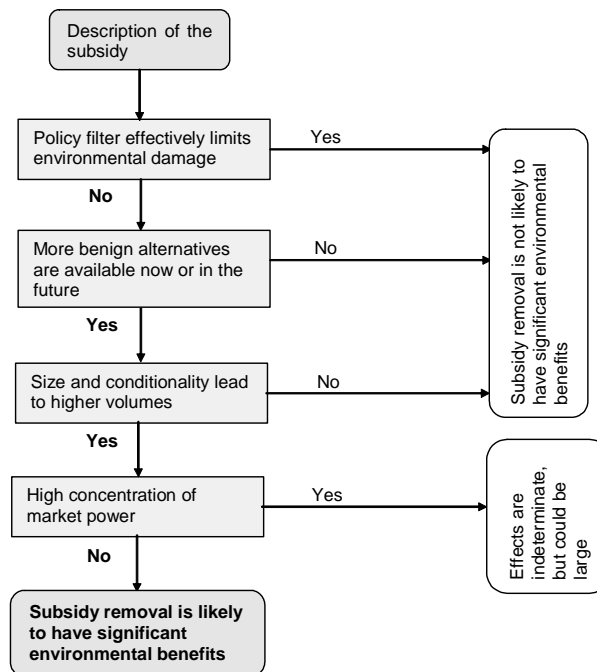 Description of the
subsidy
Policy filter effectively limits
environmental damage
Yes
No
More benign alternatives
are available now or in the
future
No
Yes
Size and conditionality lead
to higher volumes
No
Yes
High concentration of
market power
Yes
No
Subsidy removal is likely
to have significant
environmental benefits
Subsidy removal is not likely to
have significant environmental
benefits
Effects are
indeterminate,
but could be
large